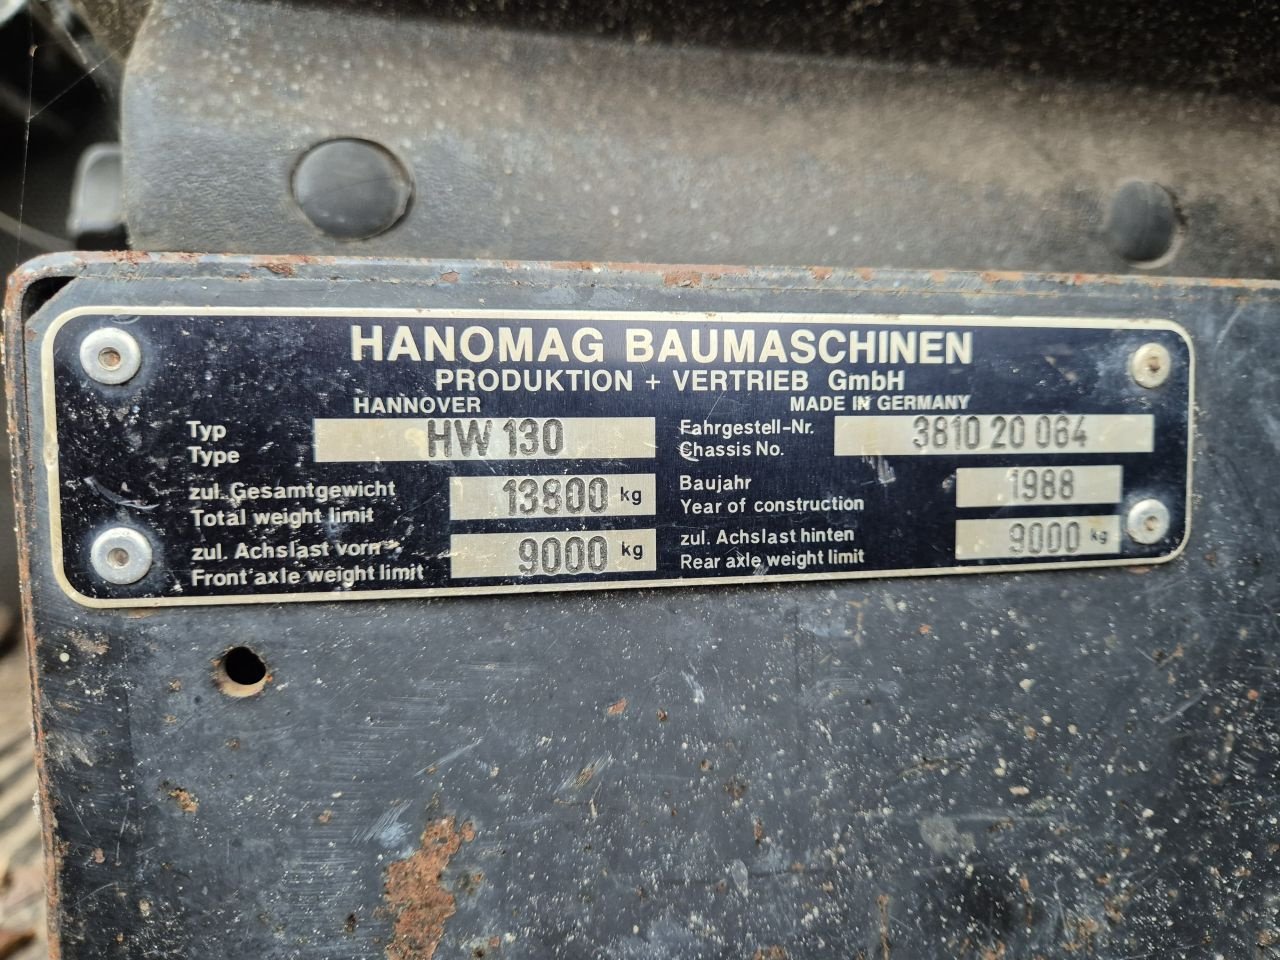 HANOMAG BAUMASCHINEN
PRODUKTION + VERTRIEB GmbH
HANNOVER MADE IN GERMANY
Typ
Type
HW 130
Fahrgestell-Nr.
Chassis No.
3810 20 064
zul. Gesamtgewicht
Total weight limit
13800 kg
Baujahr
Year of construction
1988
zul. Achslast vorn
Front axle weight limit
9000 kg
zul. Achslast hinten
Rear axle weight limit
9000 kg